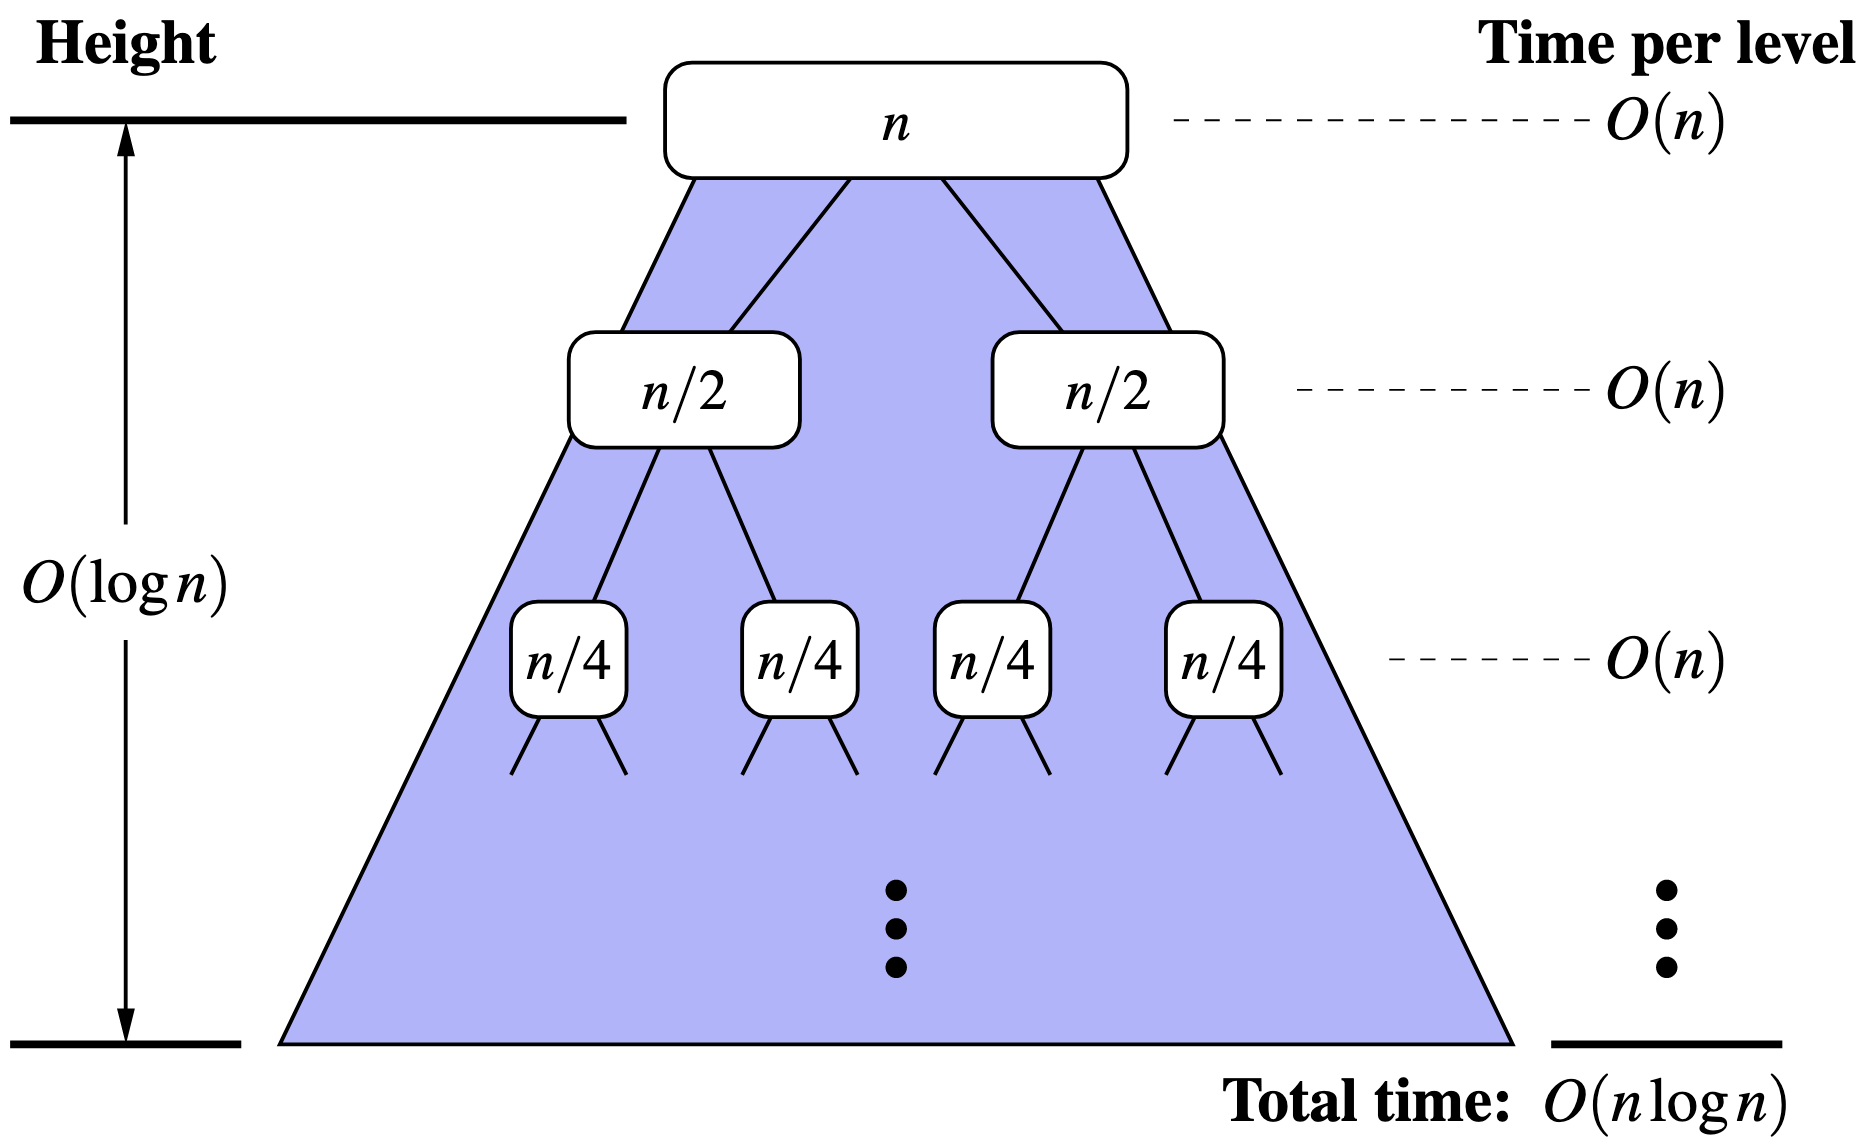 Height
Time per level
n
O(n)
n/2
n/2
O(n)
O(log n)
n/4
n/4
n/4
n/4
O(n)
Total time: O(n log n)